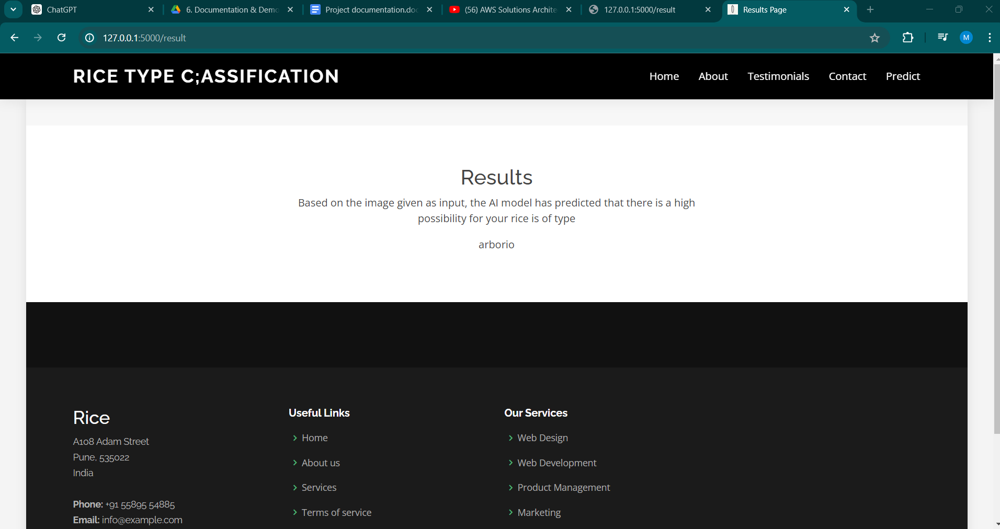 ChatGPT
6. Documentation & Demo
Project documentation.doc
(56) AWS Solutions Archite
127.0.0.1:5000/result
Results Page
127.0.0.1:5000/result
M
RICE TYPE C;ASSIFICATION
Home
About
Testimonials
Contact
Predict
Results
Based on the image given as input, the AI model has predicted that there is a high
possibility for your rice is of type
arborio
Rice
A108 Adam Street
Pune, 535022
India
Phone: +91 55895 54885
Email: info@example.com
Useful Links
Home
About us
Services
Terms of service
Our Services
Web Design
Web Development
Product Management
Marketing